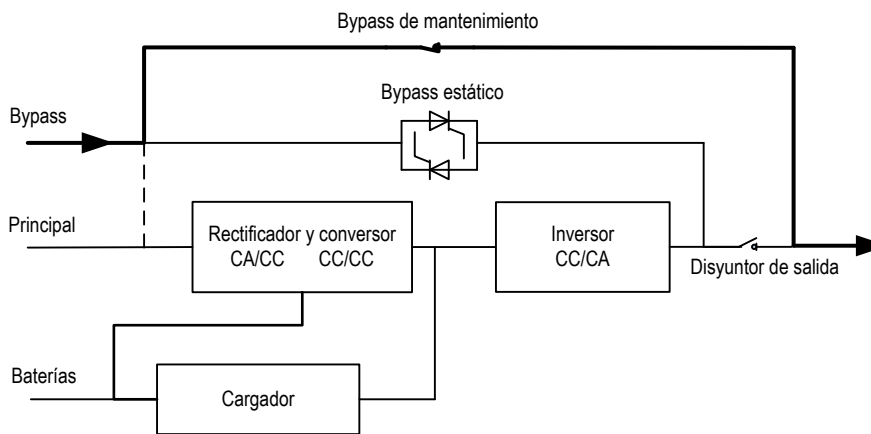 Bypass de mantenimiento
Bypass estático
Bypass
Principal
Rectificador y conversor
CA/CC CC/CC
Inversor
CC/CA
Disyuntor de salida
Baterías
Cargador